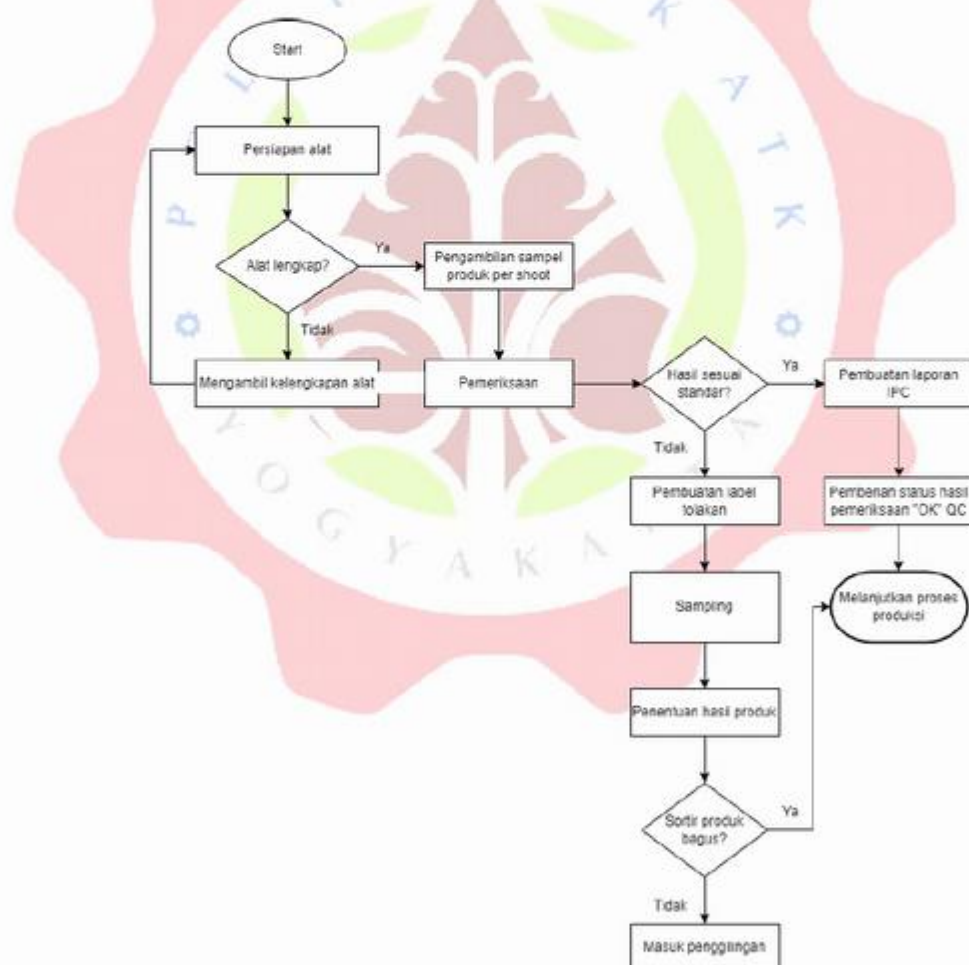 Start
Persiapan alat
Alat lengkap?
Ya
Pengambilan sampel
produk per shoot
Tidak
Mengambil kelengkapan alat
Pemeriksaan
Hasil sesuai
standar?
Ya
Pembuatan laporan
IPC
Tidak
Pembuatan label
tolakan
Pemberian status hasil
pemeriksaan "OK" QC
Sampling
Melanjutkan proses
produksi
Penentuan hasil produk
Sortir produk
bagus?
Ya
Tidak
Masuk penggilingan
YOGYAKARTA